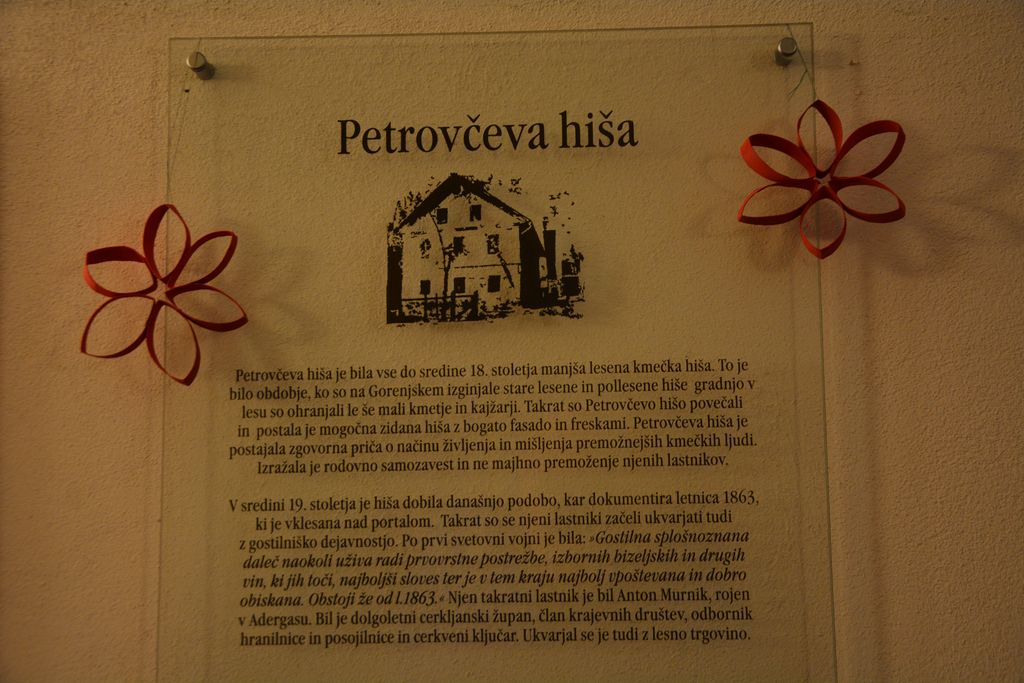 Petrovčeva hiša
Petrovčeva hiša je bila vse do sredine 18. stoletja manjša lesena kmečka hiša. To je
bilo obdobje, ko so na Gorenjskem izginjale stare lesene in pollesene hiše gradnjo v
lesu so ohranjali le še mali kmetje in kajžarji. Takrat so Petrovčevo hišo povečali
in postala je mogočna zidana hiša z bogato fasado in freskami. Petrovčeva hiša je
postajala zgovorna priča o načinu življenja in mišljenja premožnejših kmečkih ljudi.
Izražala je rodovno samozavest in ne majhno premoženje njenih lastnikov.
V sredini 19. stoletja je hiša dobila današnjo podobo, kar dokumentira letnica 1863,
ki je vklesana nad portalom. Takrat so se njeni lastniki začeli ukvarjati tudi
z gostilniško dejavnostjo. Po prvi svetovni vojni je bila: »Gostilna splošnoznana
daleč naokoli uživa radi prvovrstne postrežbe, izbornih bizeljskih in drugih
vin, ki jih toči, najboljši sloves ter je v tem kraju najbolj vpoštevana in dobro
obiskana. Obstoji že od l.1863.« Njen takratni lastnik je bil Anton Murnik, rojen
v Adergasu. Bil je dolgoletni cerkljanski župan, član krajevnih društev, odbornik
hranilnice in posojilnice in cerkveni ključar. Ukvarjal se je tudi z lesno trgovino.